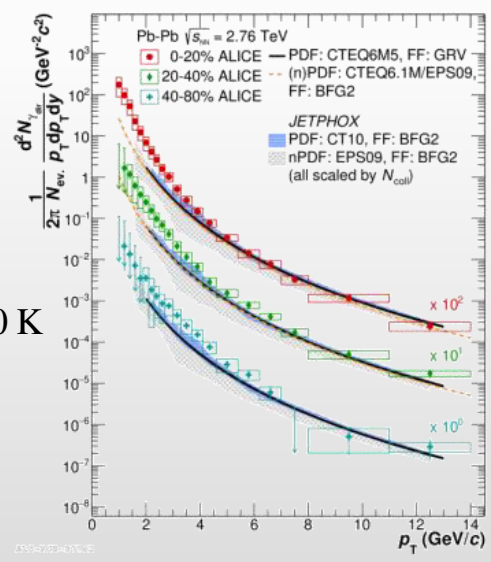 Pb-Pb √s_NN = 2.76 TeV
0-20% ALICE
20-40% ALICE
40-80% ALICE
PDF: CTEQ6M5, FF: GRV
(n)PDF: CTEQ6.1M/EPS09,
FF: BFG2
JETPHOX
PDF: CT10, FF: BFG2
nPDF: EPS09, FF: BFG2
(all scaled by N_coll)
1/(2π N_ev.) d²N_γdir/(p_T dp_T dy) (GeV⁻²c²)
10³
10²
10
1
10⁻¹
10⁻²
10⁻³
10⁻⁴
10⁻⁵
10⁻⁶
10⁻⁷
10⁻⁸
0 K
x 10²
x 10¹
x 10⁰
0 2 4 6 8 10 12 14
p_T (GeV/c)